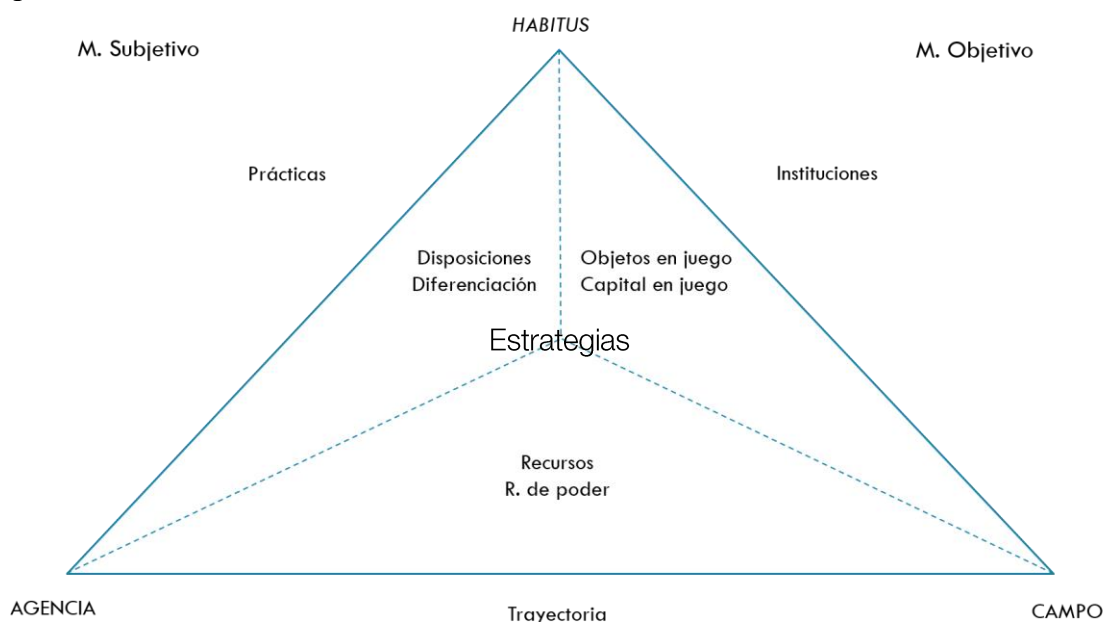 HABITUS
M. Subjetivo
M. Objetivo
Prácticas
Instituciones
Disposiciones
Diferenciación
Objetos en juego
Capital en juego
Estrategias
Recursos
R. de poder
AGENCIA
Trayectoria
CAMPO